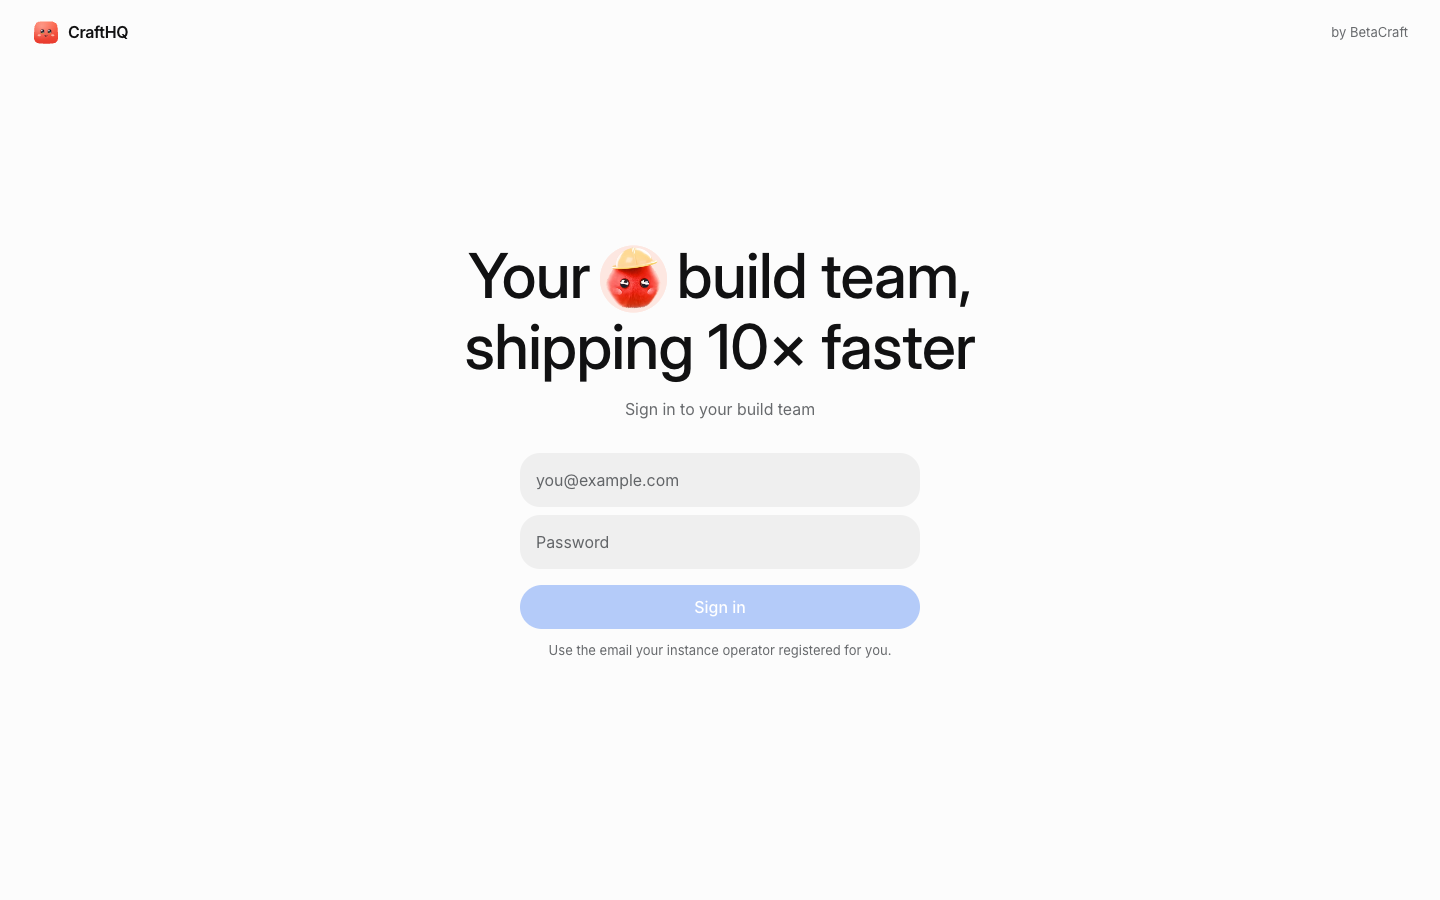 CraftHQ
by BetaCraft
Your build team,
shipping 10× faster
Sign in to your build team
you@example.com
Password
Sign in
Use the email your instance operator registered for you.